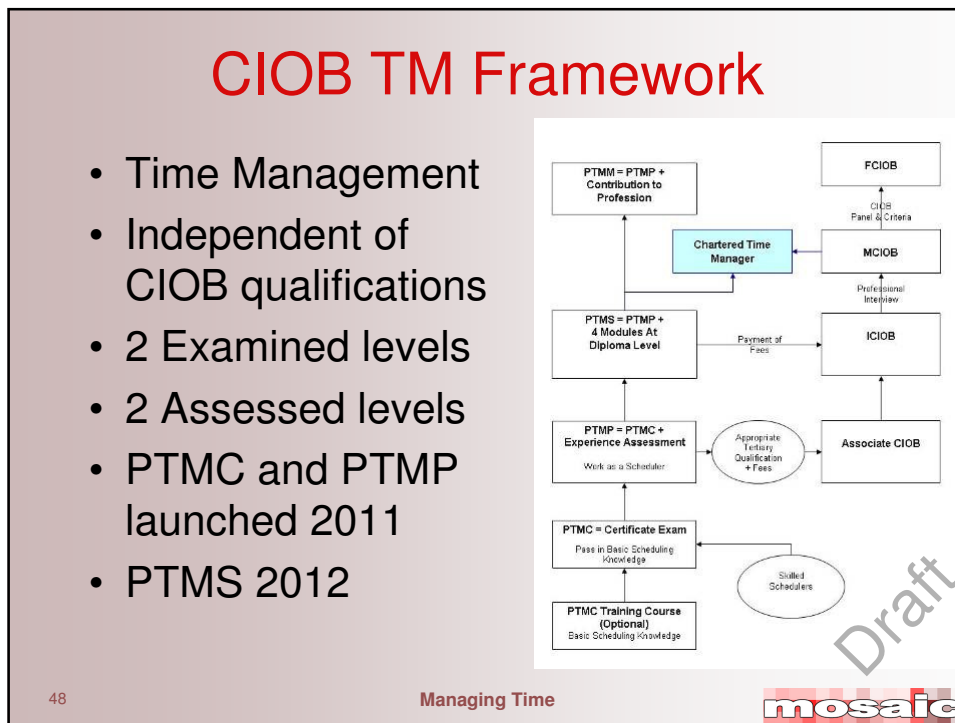 CIOB TM Framework
• Time Management
• Independent of
CIOB qualifications
• 2 Examined levels
• 2 Assessed levels
• PTMC and PTMP
launched 2011
• PTMS 2012
PTMM = PTMP +
Contribution to
Profession
FCIOB
CIOB
Panel & Criteria
Chartered Time
Manager
MCIOB
Professional
Interview
PTMS = PTMP +
4 Modules At
Diploma Level
Payment of
Fees
ICIOB
PTMP = PTMC +
Experience Assessment
Work as a Scheduler
Appropriate
Tertiary
Qualification
+ Fees
Associate CIOB
PTMC = Certificate Exam
Pass in Basic Scheduling
Knowledge
Skilled
Schedulers
PTMC Training Course
(Optional)
Basic Scheduling Knowledge
Draft
48
Managing Time
mosaic